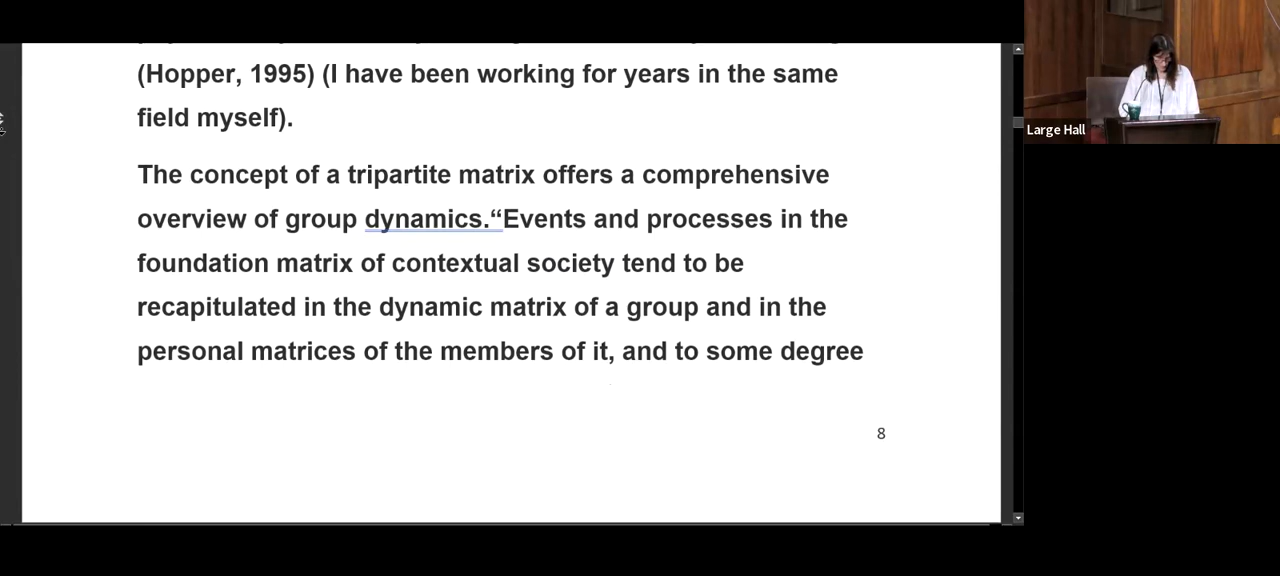 (Hopper, 1995) (I have been working for years in the same
field myself).
The concept of a tripartite matrix offers a comprehensive
overview of group dynamics.“Events and processes in the
foundation matrix of contextual society tend to be
recapitulated in the dynamic matrix of a group and in the
personal matrices of the members of it, and to some degree
8
Large Hall